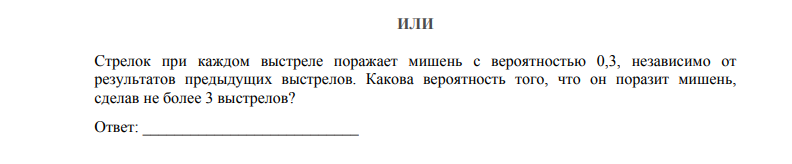 ИЛИ
Стрелок при каждом выстреле поражает мишень с вероятностью 0,3, независимо от
результатов предыдущих выстрелов. Какова вероятность того, что он поразит мишень,
сделав не более 3 выстрелов?
Ответ: ___________________________